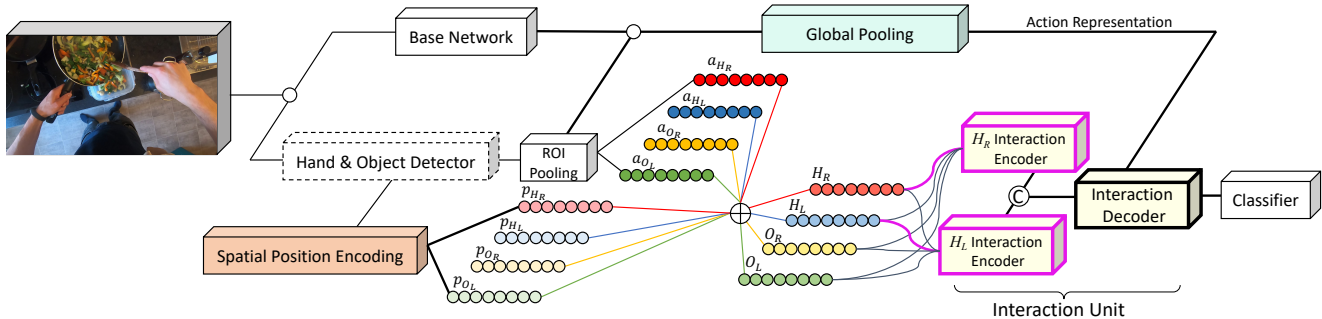 Base Network
Global Pooling
Action Representation
Hand & Object Detector
ROI
Pooling
Spatial Position Encoding
a_{H_R}
a_{H_L}
a_{O_R}
a_{O_L}
p_{H_R}
p_{H_L}
p_{O_R}
p_{O_L}
H_R
H_L
O_R
O_L
H_R Interaction
Encoder
C
H_L Interaction
Encoder
Interaction
Decoder
Classifier
Interaction Unit